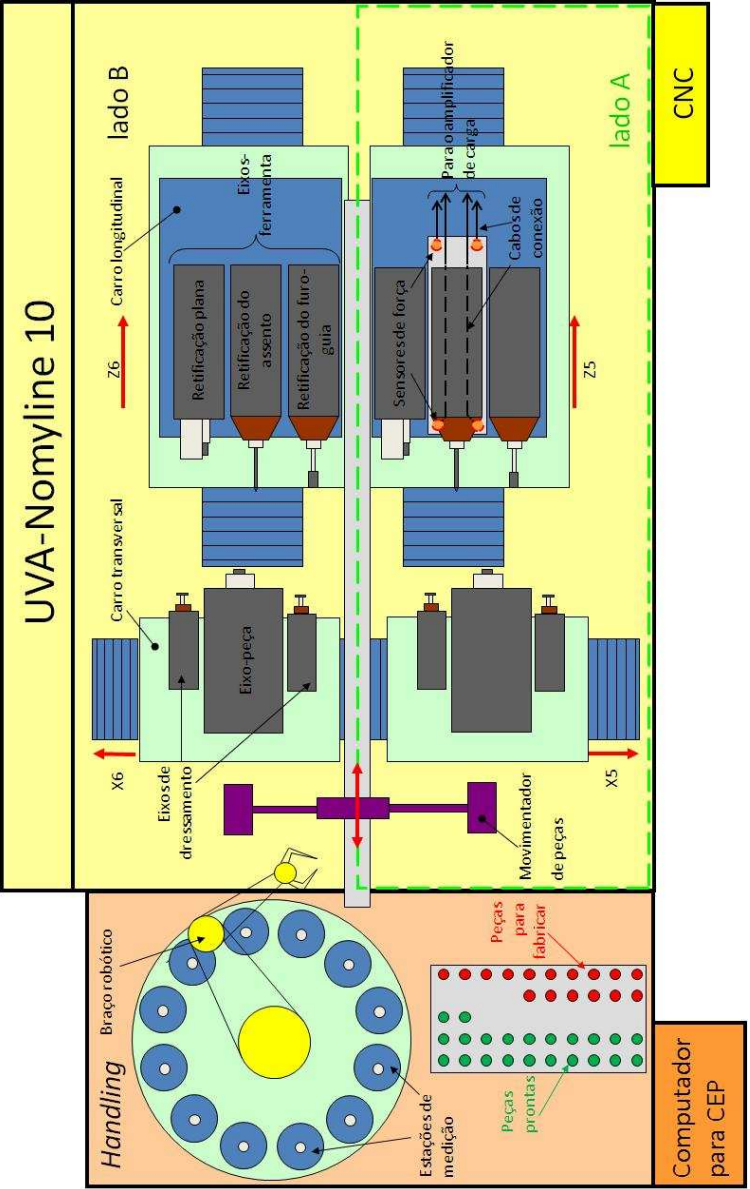 UVA-Nomyline 10
lado B
Z6
Carro longitudinal
Eixos-
ferramenta
Retificação plana
Retificação do
assento
Retificação do furo-
guia
Carro transversal
X6
Eixos de
dressamento
Eixo-peça
lado A
Para o amplificador
de carga
Sensores de força
Cabos de
conexão
Z5
X5
Movimentador
de peças
CNC
Handling
Braço robótico
Estações de
medição
Peças
para
fabricar
Peças
prontas
Computador
para CEP